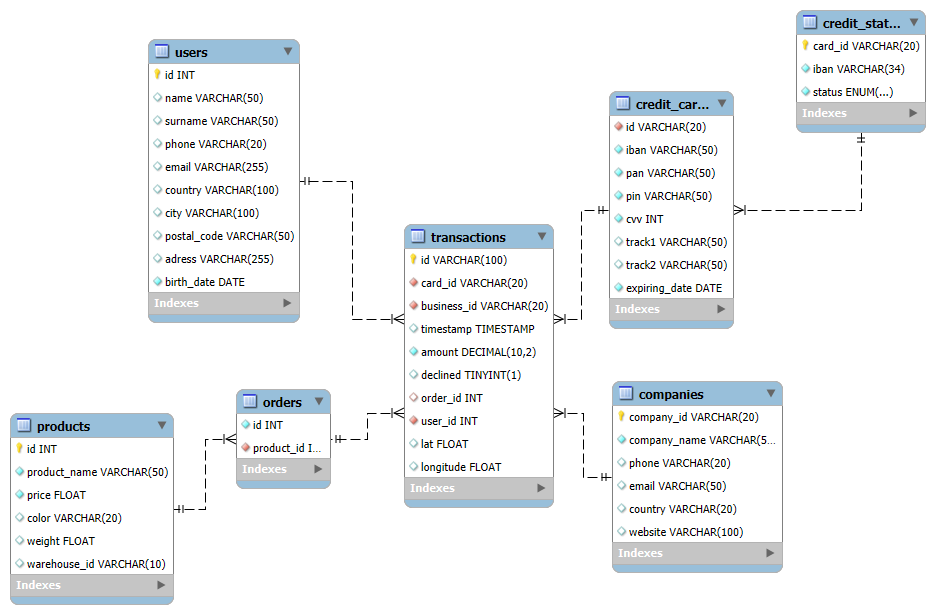 users
id INT
name VARCHAR(50)
surname VARCHAR(50)
phone VARCHAR(20)
email VARCHAR(255)
country VARCHAR(100)
city VARCHAR(100)
postal_code VARCHAR(50)
adress VARCHAR(255)
birth_date DATE
Indexes
credit_stat...
card_id VARCHAR(20)
iban VARCHAR(34)
status ENUM(...)
Indexes
credit_car...
id VARCHAR(20)
iban VARCHAR(50)
pan VARCHAR(50)
pin VARCHAR(50)
cvv INT
track1 VARCHAR(50)
track2 VARCHAR(50)
expiring_date DATE
Indexes
transactions
id VARCHAR(100)
card_id VARCHAR(20)
business_id VARCHAR(20)
timestamp TIMESTAMP
amount DECIMAL(10,2)
declined TINYINT(1)
order_id INT
user_id INT
lat FLOAT
longitude FLOAT
Indexes
orders
id INT
product_id I...
Indexes
products
id INT
product_name VARCHAR(50)
price FLOAT
color VARCHAR(20)
weight FLOAT
warehouse_id VARCHAR(10)
Indexes
companies
company_id VARCHAR(20)
company_name VARCHAR(5...
phone VARCHAR(20)
email VARCHAR(50)
country VARCHAR(20)
website VARCHAR(100)
Indexes